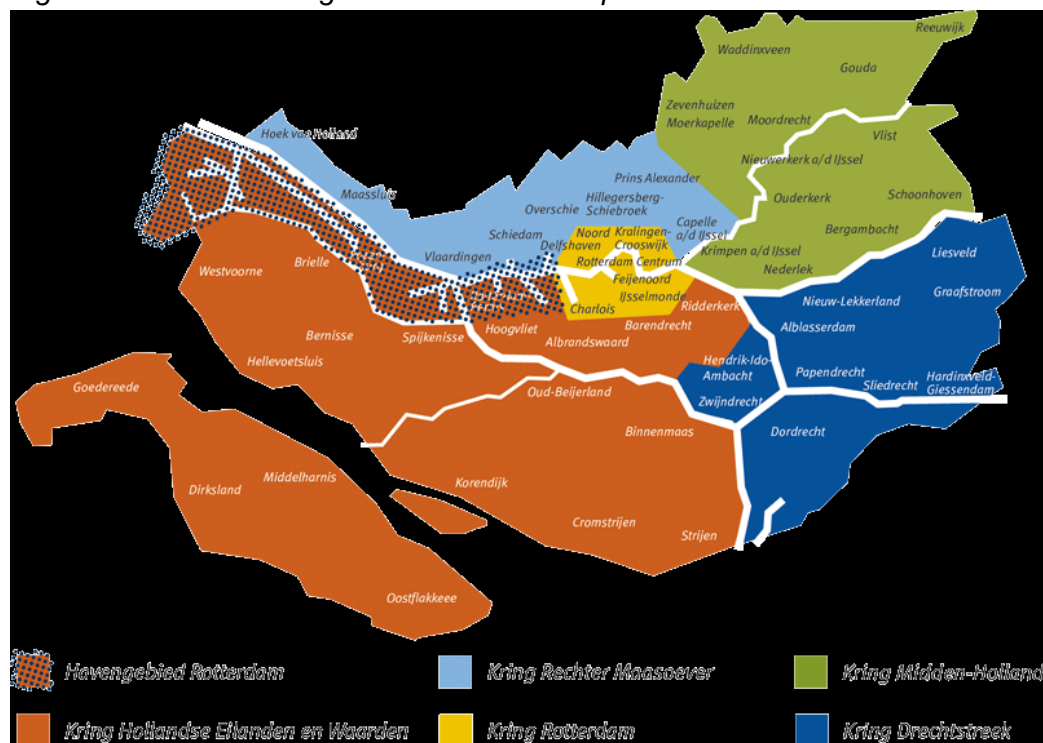 Reeuwijk
Waddinxveen
Gouda
Zevenhuizen
Moerkapelle
Moordrecht
Vlist
Hoek van Holland
Nieuwerkerk a/d IJssel
Prins Alexander
Maassluis
Hillegersberg-
Schiebroek
Ouderkerk
Schoonhoven
Overschie
Capelle
a/d IJssel
Schiedam
Noord
Kralingen-
Crooswijk
Bergambacht
Delfshaven
Krimpen a/d IJssel
Liesveld
Vlaardingen
Rotterdam Centrum
Westvoorne
Brielle
Nederlek
Feijenoord
Graafstroom
IJsselmonde
Nieuw-Lekkerland
Charlois
Ridderkerk
Hoogvliet
Barendrecht
Alblasserdam
Bernisse
Spijkenisse
Albrandswaard
Hellevoetsluis
Hendrik-Ido-
Ambacht
Papendrecht
Sliedrecht
Hardinxveld-
Giessendam
Goedereede
Oud-Beijerland
Zwijndrecht
Binnenmaas
Dordrecht
Middelharnis
Dirksland
Korendijk
Cromstrijen
Strijen
Oostflakkeee
Havengebied Rotterdam
Kring Rechter Maasoever
Kring Midden-Holland
Kring Hollandse Eilanden en Waarden
Kring Rotterdam
Kring Drechtstreek